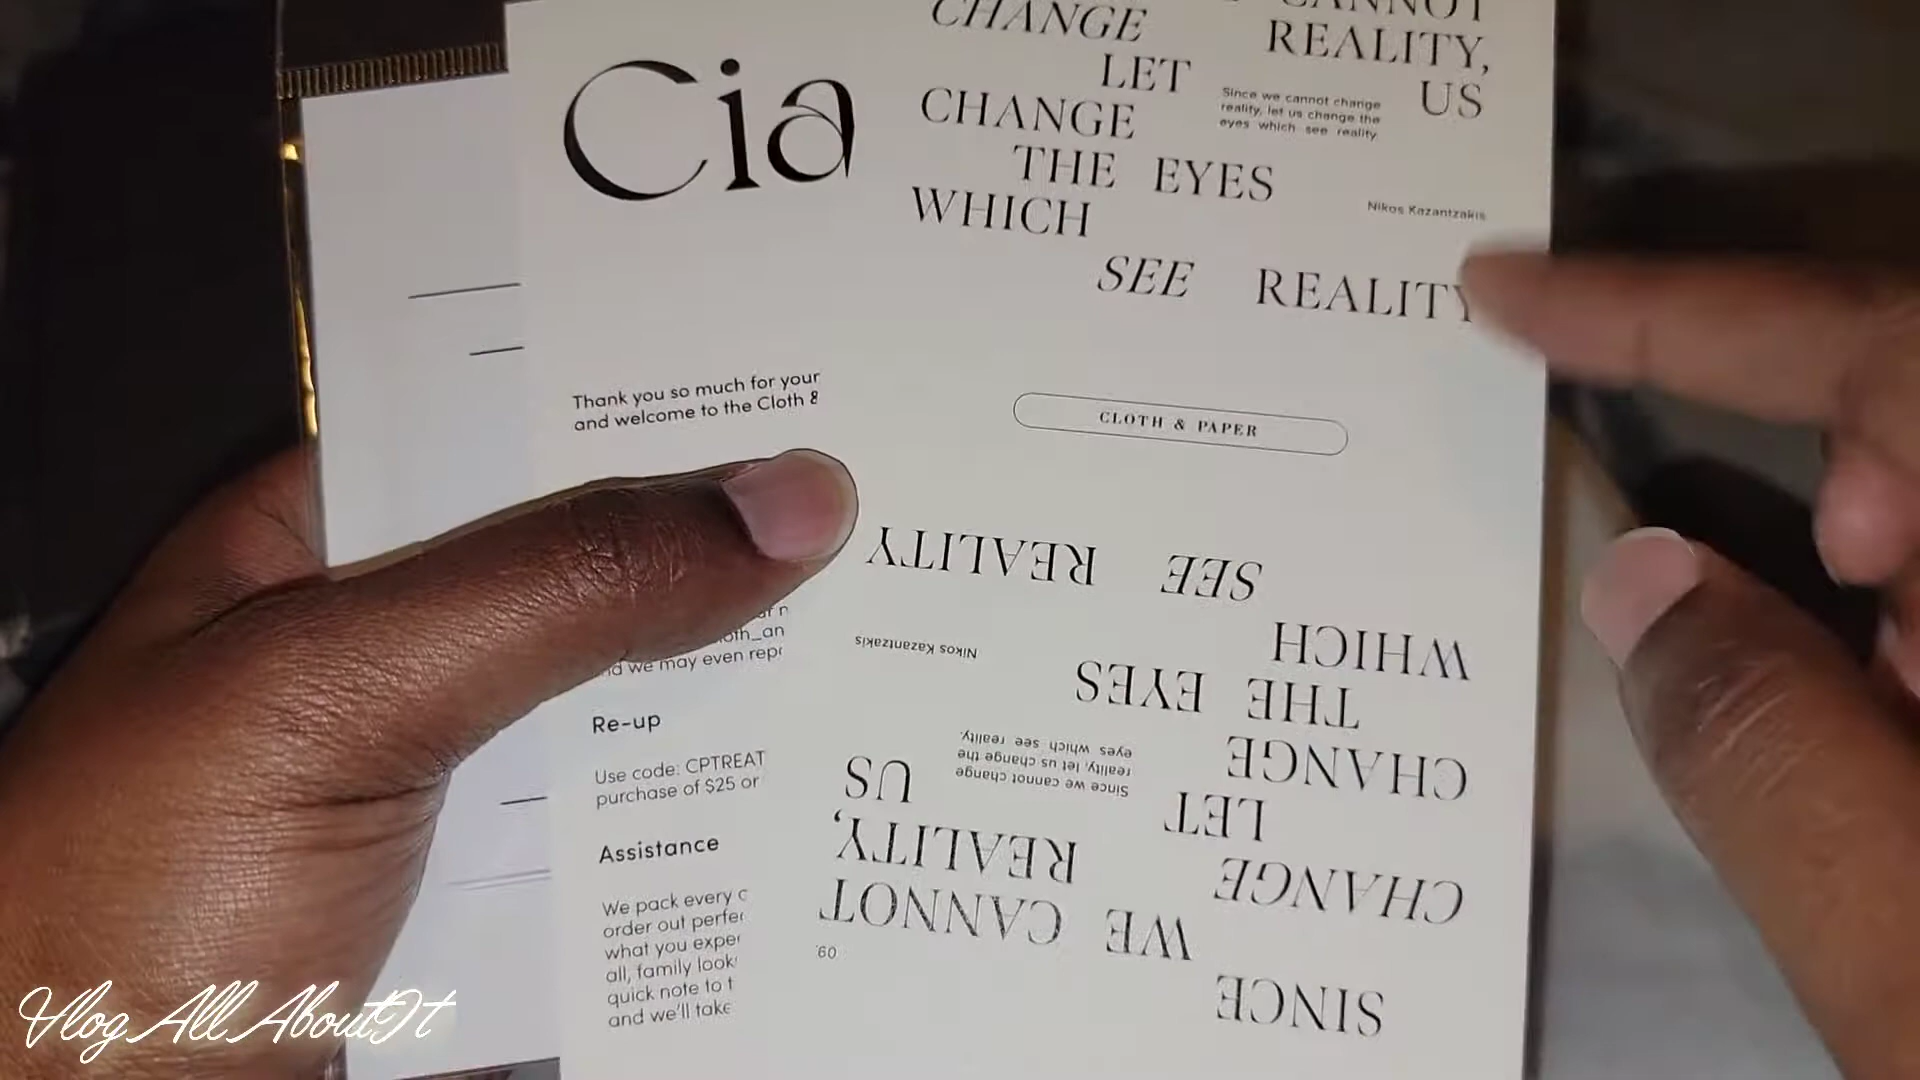 Cia
Thank you so much for your
and welcome to the Cloth &
and we may even
Re-up
Use code: CPTREAT
purchase of $25 or
Assistance
We pack every
order out
what you
all, family
quick note to
and we'll take
CANNOT
CHANGE REALITY,
LET US
Since we cannot change
reality, let us change the
eyes which see reality.
CHANGE
THE EYES
WHICH
Nikos Kazantzakis
SEE REALITY
CLOTH & PAPER
SINCE
WE CANNOT
CHANGE REALITY,
LET US
Since we cannot change
reality, let us change the
eyes which see reality.
CHANGE
THE EYES
WHICH
Nikos Kazantzakis
SEE REALITY
Vlog All About It